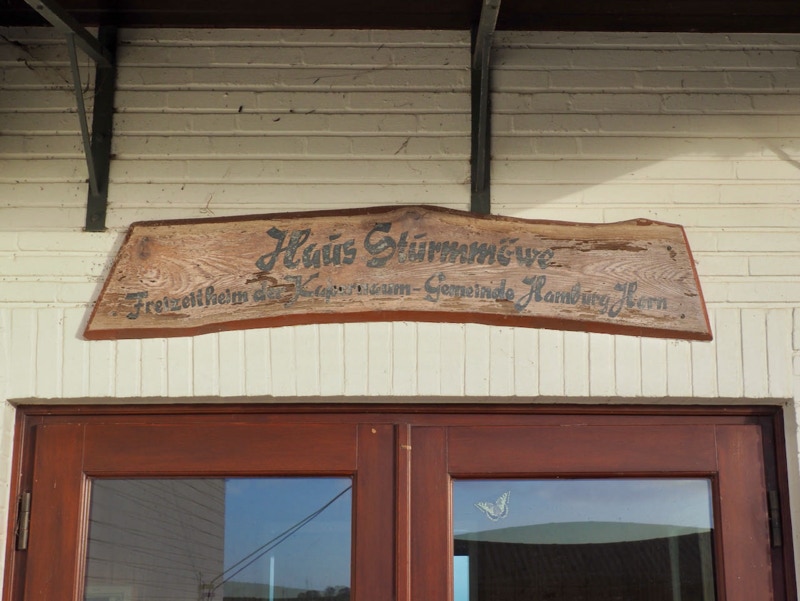 Haus Sturmmöwe
Freizeitheim der Kapernaum-Gemeinde Hamburg Horn